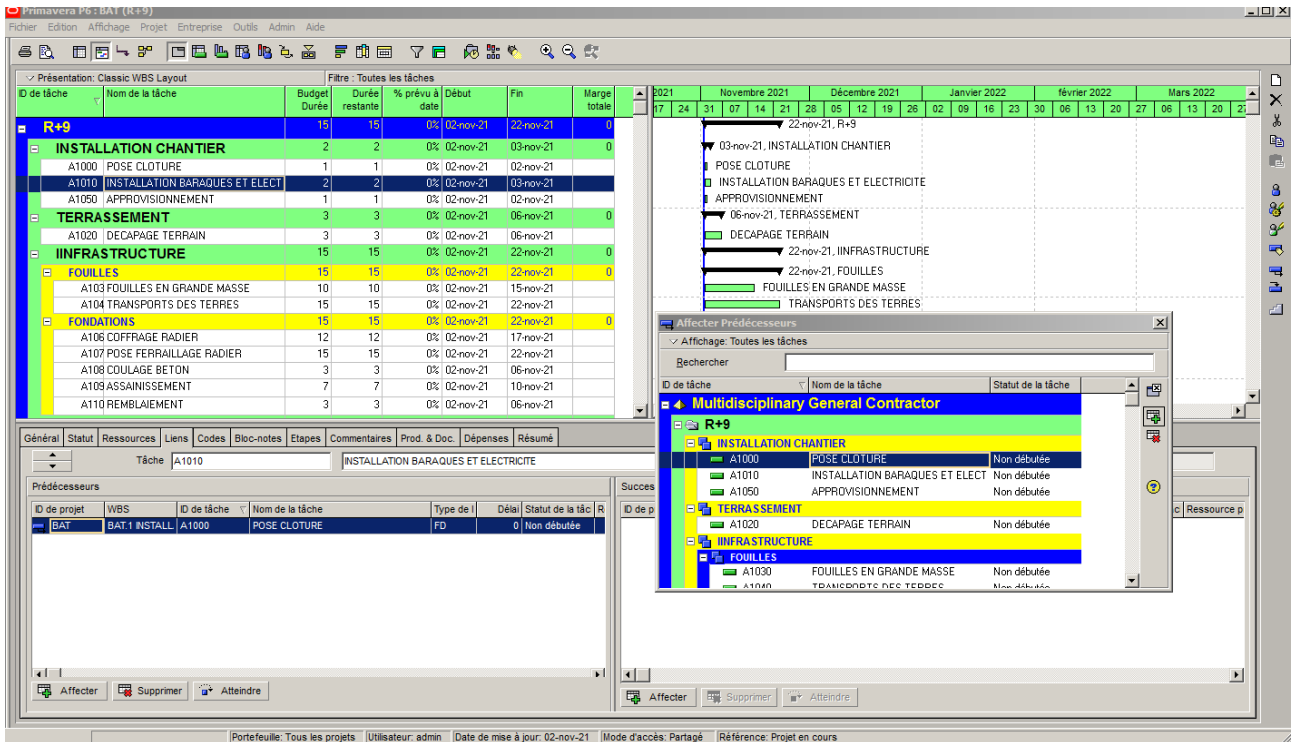 Primavera P6 : BAT (R+9)
Fichier Edition Affichage Projet Entreprise Outils Admin Aide
Présentation: Classic WBS Layout Filtre : Toutes les tâches
ID de tâche Nom de la tâche Budget Durée Durée restante % prévu à date Début Fin Marge totale
2021 Novembre 2021 Décembre 2021 Janvier 2022 février 2022 Mars 2022
17 24 31 07 14 21 28 05 12 19 26 02 09 16 23 30 06 13 20 27 06 13 20 27
R+9 15 15 0% 02-nov-21 22-nov-21 0 22-nov-21, R+9
INSTALLATION CHANTIER 2 2 0% 02-nov-21 03-nov-21 0 03-nov-21, INSTALLATION CHANTIER
A1000 POSE CLOTURE 1 1 0% 02-nov-21 02-nov-21 POSE CLOTURE
A1010 INSTALLATION BARAQUES ET ELECT 2 2 0% 02-nov-21 03-nov-21 INSTALLATION BARAQUES ET ELECTRICITE
A1050 APPROVISIONNEMENT 1 1 0% 02-nov-21 02-nov-21 APPROVISIONNEMENT
TERRASSEMENT 3 3 0% 02-nov-21 06-nov-21 0 06-nov-21, TERRASSEMENT
A1020 DECAPAGE TERRAIN 3 3 0% 02-nov-21 06-nov-21 DECAPAGE TERRAIN
IINFRASTRUCTURE 15 15 0% 02-nov-21 22-nov-21 0 22-nov-21, IINFRASTRUCTURE
FOUILLES 15 15 0% 02-nov-21 22-nov-21 0 22-nov-21, FOUILLES
A103 FOUILLES EN GRANDE MASSE 10 10 0% 02-nov-21 15-nov-21 FOUILLES EN GRANDE MASSE
A104 TRANSPORTS DES TERRES 15 15 0% 02-nov-21 22-nov-21 TRANSPORTS DES TERRES
FONDATIONS 15 15 0% 02-nov-21 22-nov-21 0
A106 COFFRAGE RADIER 12 12 0% 02-nov-21 17-nov-21
A107 POSE FERRAILLAGE RADIER 15 15 0% 02-nov-21 22-nov-21
A108 COULAGE BETON 3 3 0% 02-nov-21 06-nov-21
A109 ASSAINISSEMENT 7 7 0% 02-nov-21 10-nov-21
A110 REMBLAIEMENT 3 3 0% 02-nov-21 06-nov-21
Affecter Prédécesseurs
Affichage: Toutes les tâches
Rechercher
ID de tâche Nom de la tâche Statut de la tâche
Multidisciplinary General Contractor
R+9
INSTALLATION CHANTIER
A1000 POSE CLOTURE Non débutée
A1010 INSTALLATION BARAQUES ET ELECT Non débutée
A1050 APPROVISIONNEMENT Non débutée
TERRASSEMENT
A1020 DECAPAGE TERRAIN Non débutée
IINFRASTRUCTURE
FOUILLES
A1030 FOUILLES EN GRANDE MASSE Non débutée
A1040 TRANSPORTS DES TERRES Non débutée
Général Statut Ressources Liens Codes Bloc-notes Etapes Commentaires Prod. & Doc. Dépenses Résumé
Tâche A1010 INSTALLATION BARAQUES ET ELECTRICITE
Prédécesseurs Succes
ID de projet WBS ID de tâche Nom de la tâche Type de l Délai Statut de la tâc R ID de p c Ressource p
BAT BAT.1 INSTALL A1000 POSE CLOTURE FD 0 Non débutée
Affecter Supprimer Atteindre
Affecter Supprimer Atteindre
Portefeuille: Tous les projets Utilisateur: admin Date de mise à jour: 02-nov-21 Mode d'accès: Partagé Référence: Projet en cours